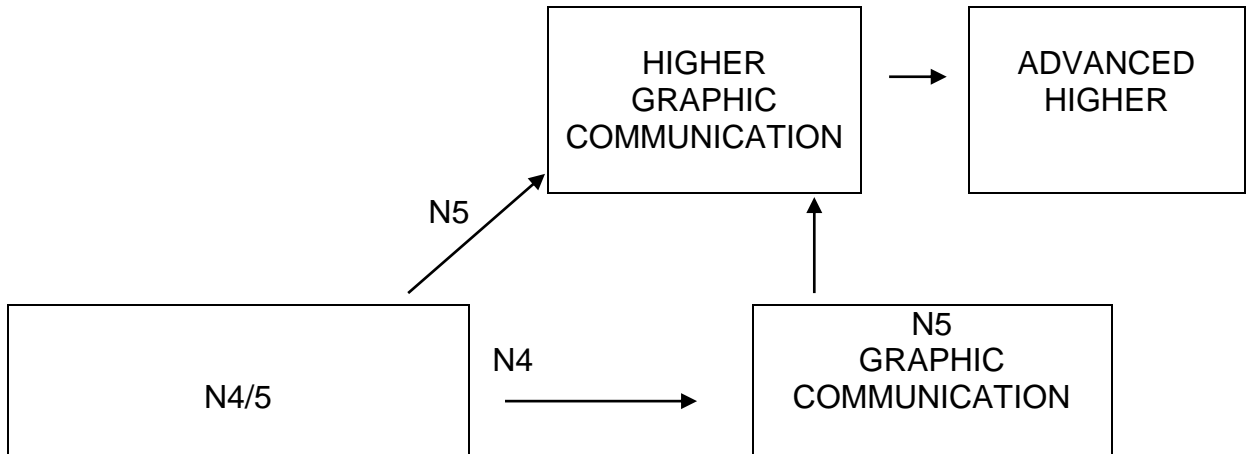 HIGHER
GRAPHIC
COMMUNICATION
ADVANCED
HIGHER
N5
N4/5
N4
N5
GRAPHIC
COMMUNICATION